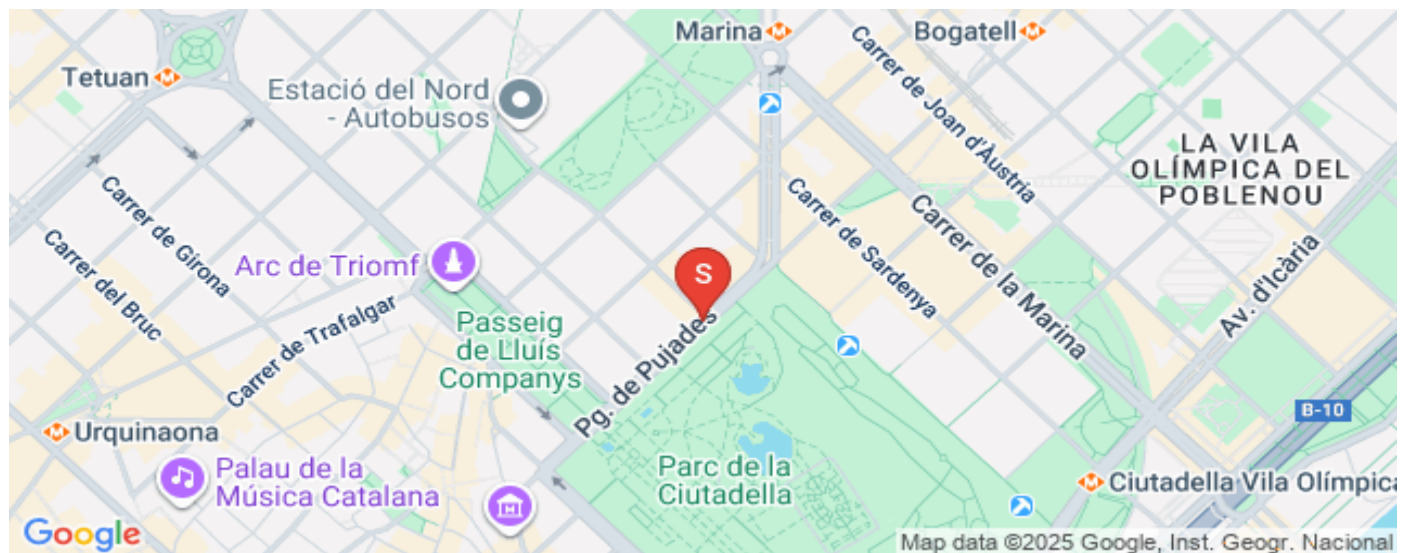 Marina
Bogatell
Tetuan
Estació del Nord
- Autobusos
Carrer de Joan d'Àustria
LA VILA
OLÍMPICA DEL
POBLENOU
Carrer de Girona
Carrer del Bruc
Carrer de Sardenya
Carrer de la Marina
Av. d'Icària
Arc de Triomf
S
Carrer de Trafalgar
Passeig
de Lluís
Companys
Pg. de Pujades
B-10
Urquinaona
Palau de la
Música Catalana
Parc de la
Ciutadella
Ciutadella Vila Olímpica
Google
Map data ©2025 Google, Inst. Geogr. Nacional